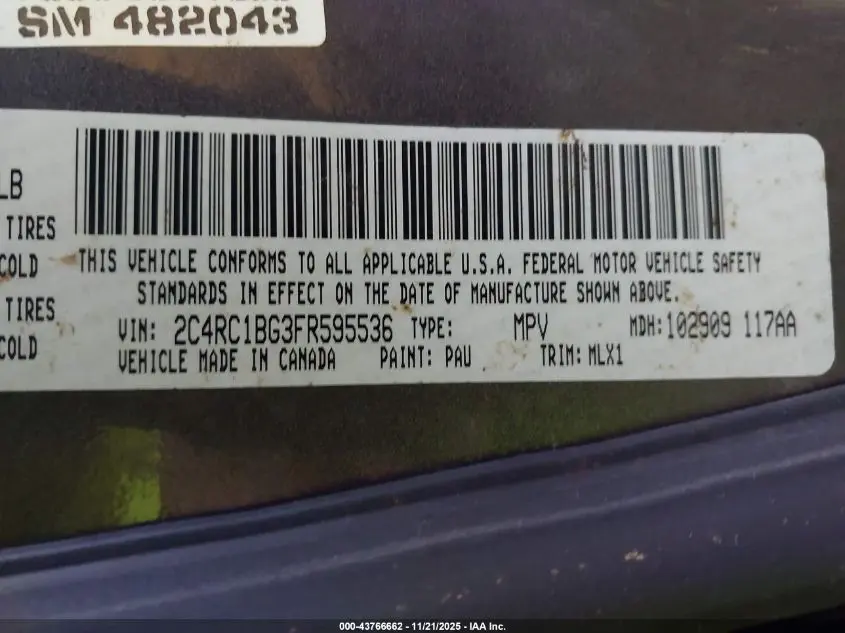 SM 482043
LB
TIRES
COLD
TIRES
COLD
THIS VEHICLE CONFORMS TO ALL APPLICABLE U.S.A. FEDERAL MOTOR VEHICLE SAFETY
STANDARDS IN EFFECT ON THE DATE OF MANUFACTURE SHOWN ABOVE.
VIN: 2C4RC1BG3FR595536 TYPE: MPV MDH:102909 117AA
VEHICLE MADE IN CANADA PAINT: PAU TRIM: MLX1
000-43766662 - 11/21/2025 - IAA Inc.